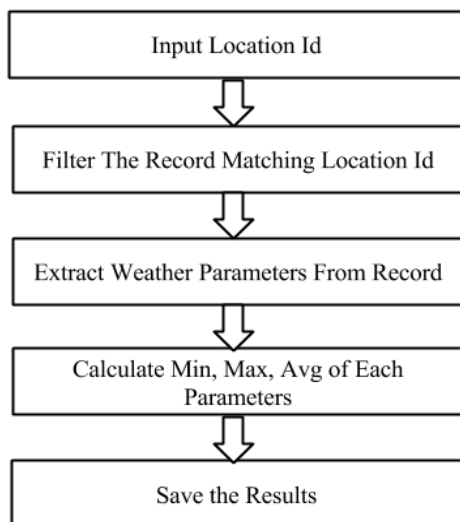 Input Location Id
Filter The Record Matching Location Id
Extract Weather Parameters From Record
Calculate Min, Max, Avg of Each
Parameters
Save the Results